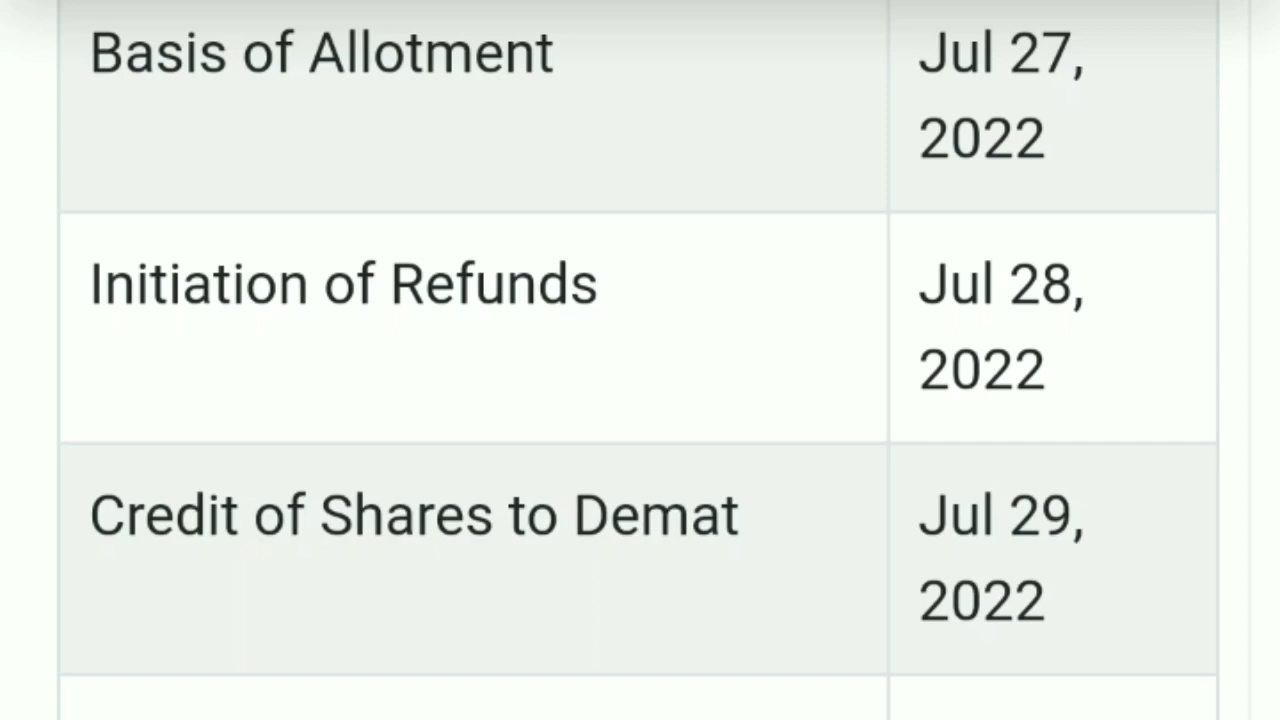 Basis of Allotment Jul 27,
2022
Initiation of Refunds Jul 28,
2022
Credit of Shares to Demat Jul 29,
2022